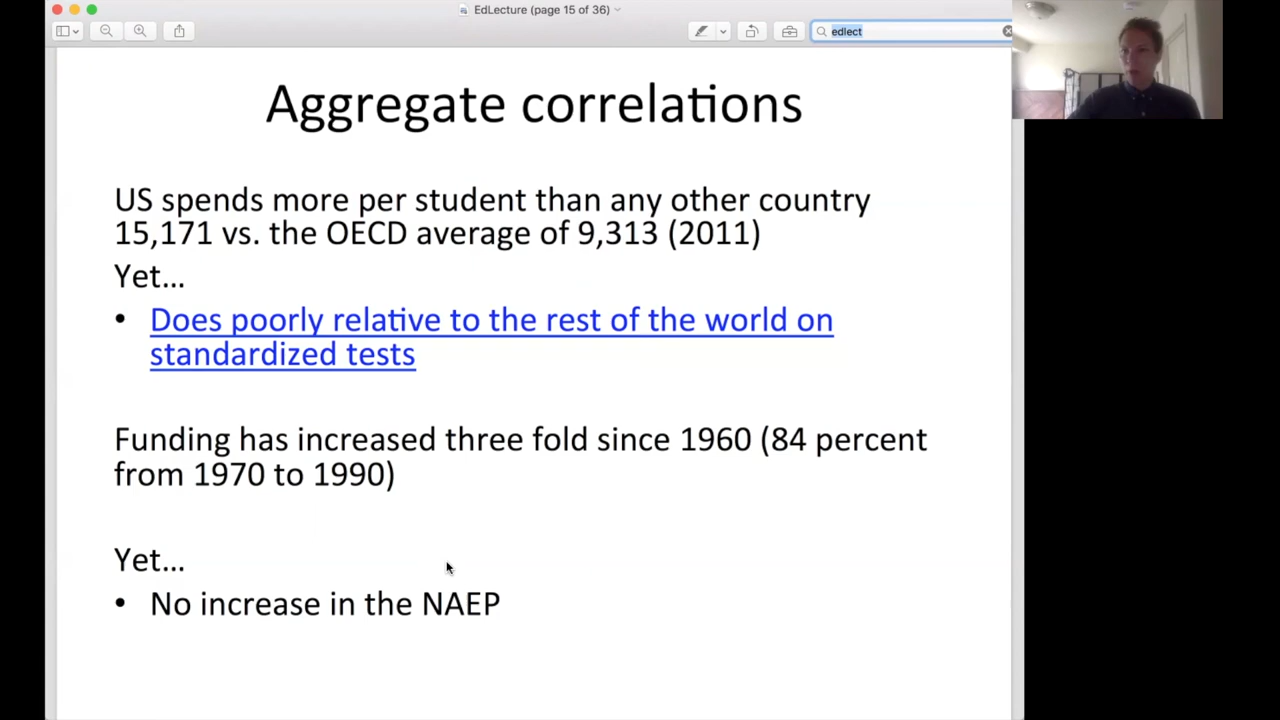 EdLecture (page 15 of 36)
edlect
Aggregate correlations
US spends more per student than any other country
15,171 vs. the OECD average of 9,313 (2011)
Yet…
• Does poorly relative to the rest of the world on
standardized tests
Funding has increased three fold since 1960 (84 percent
from 1970 to 1990)
Yet…
• No increase in the NAEP